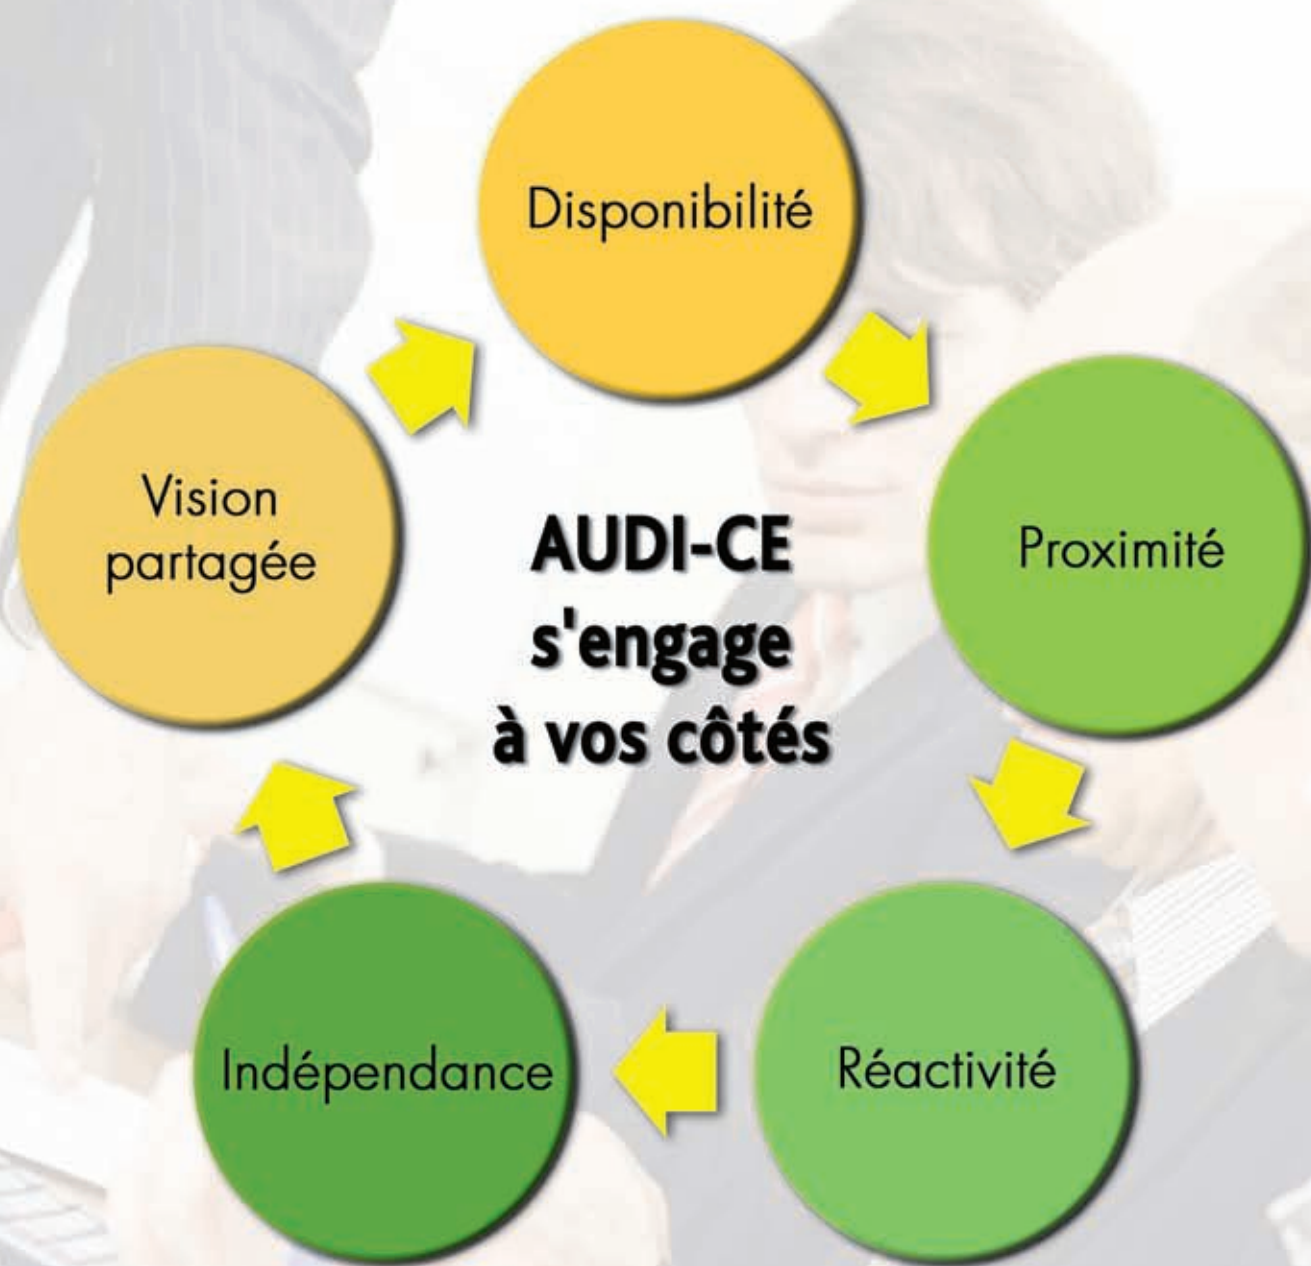 Disponibilité
Proximité
Réactivité
Indépendance
Vision
partagée
AUDI-CE
s'engage
à vos côtés